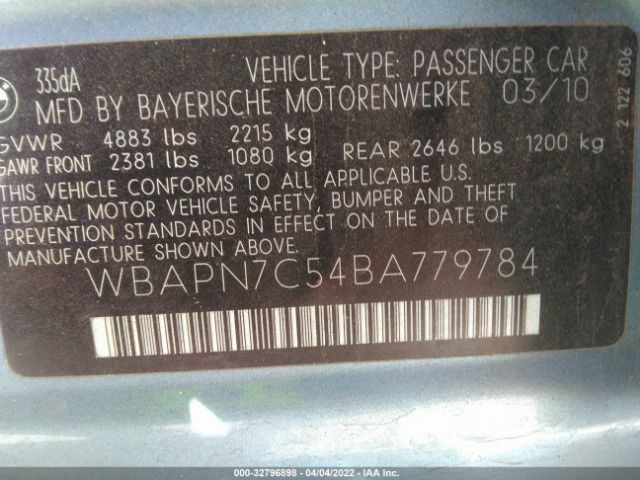 335dA
VEHICLE TYPE: PASSENGER CAR
MFD BY BAYERISCHE MOTORENWERKE 03/10
GVWR 4883 lbs 2215 kg
GAWR FRONT 2381 lbs 1080 kg REAR 2646 lbs 1200 kg
THIS VEHICLE CONFORMS TO ALL APPLICABLE U.S.
FEDERAL MOTOR VEHICLE SAFETY, BUMPER AND THEFT
PREVENTION STANDARDS IN EFFECT ON THE DATE OF
MANUFACTURE SHOWN ABOVE.
WBAPN7C54BA779784
2 122 606
000-32796898 - 04/04/2022 - IAA Inc.